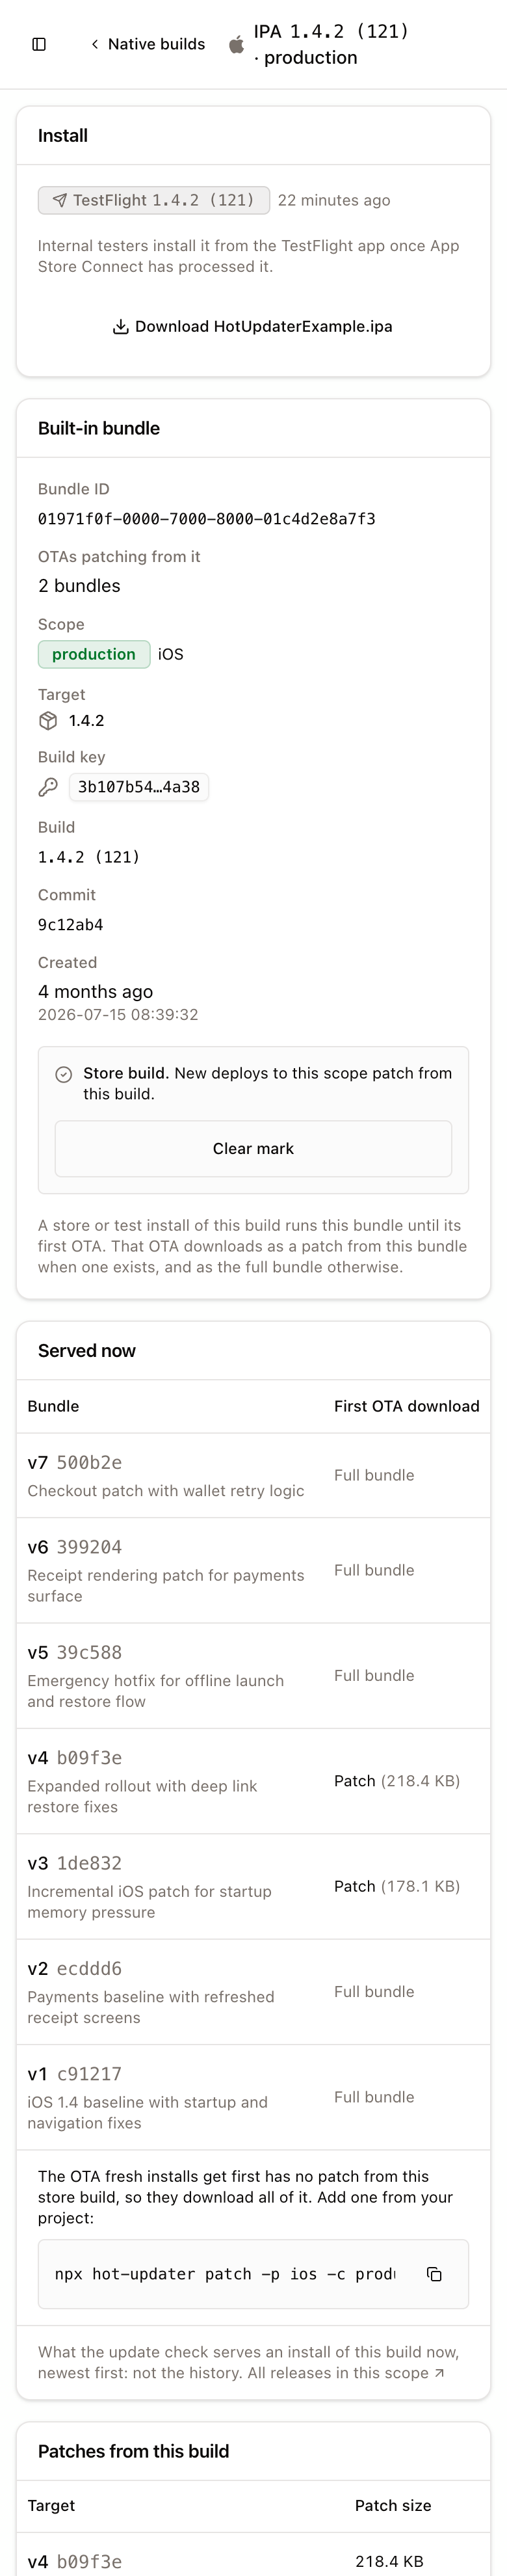 Native builds
IPA 1.4.2 (121)
· production
Install
TestFlight 1.4.2 (121)
22 minutes ago
Internal testers install it from the TestFlight app once App
Store Connect has processed it.
Download HotUpdaterExample.ipa
Built-in bundle
Bundle ID
01971f0f-0000-7000-8000-01c4d2e8a7f3
OTAs patching from it
2 bundles
Scope
production iOS
Target
1.4.2
Build key
3b107b54…4a38
Build
1.4.2 (121)
Commit
9c12ab4
Created
4 months ago
2026-07-15 08:39:32
Store build. New deploys to this scope patch from
this build.
Clear mark
A store or test install of this build runs this bundle until its
first OTA. That OTA downloads as a patch from this bundle
when one exists, and as the full bundle otherwise.
Served now
Bundle First OTA download
v7 500b2e
Checkout patch with wallet retry logic
Full bundle
v6 399204
Receipt rendering patch for payments
surface
Full bundle
v5 39c588
Emergency hotfix for offline launch
and restore flow
Full bundle
v4 b09f3e
Expanded rollout with deep link
restore fixes
Patch (218.4 KB)
v3 1de832
Incremental iOS patch for startup
memory pressure
Patch (178.1 KB)
v2 ecddd6
Payments baseline with refreshed
receipt screens
Full bundle
v1 c91217
iOS 1.4 baseline with startup and
navigation fixes
Full bundle
The OTA fresh installs get first has no patch from this
store build, so they download all of it. Add one from your
project:
npx hot-updater patch -p ios -c prod
What the update check serves an install of this build now,
newest first: not the history. All releases in this scope ↗
Patches from this build
Target Patch size
v4 b09f3e 218.4 KB